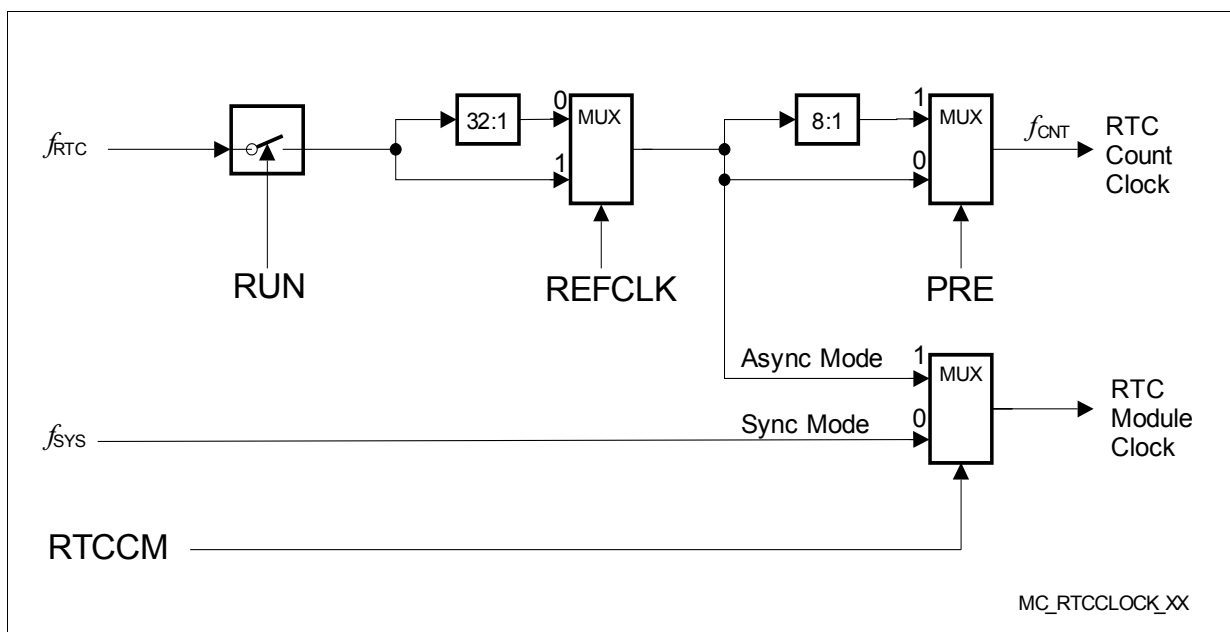 0
32:1
MUX
1
8:1
1
MUX
0
fRTC
fCNT
RTC
Count
Clock
RUN
REFCLK
PRE
Async Mode
1
MUX
RTC
Module
Clock
fSYS
Sync Mode
0
RTCCM
MC_RTCCLOCK_XX